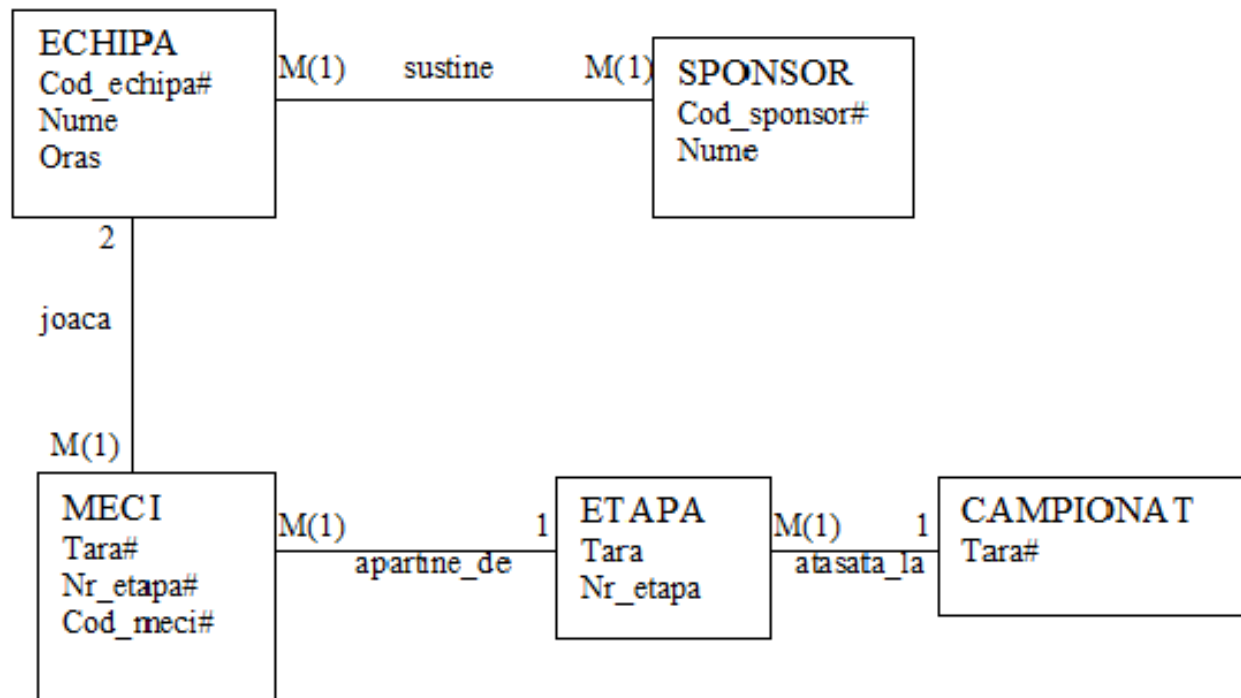 ECHIPA
Cod_echipa#
Nume
Oras
M(1) sustine M(1)
SPONSOR
Cod_sponsor#
Nume
2
joaca
M(1)
MECI
Tara#
Nr_etapa#
Cod_meci#
M(1) 1
apartine_de
ETAPA
Tara
Nr_etapa
M(1) 1
atasata_la
CAMPIONAT
Tara#